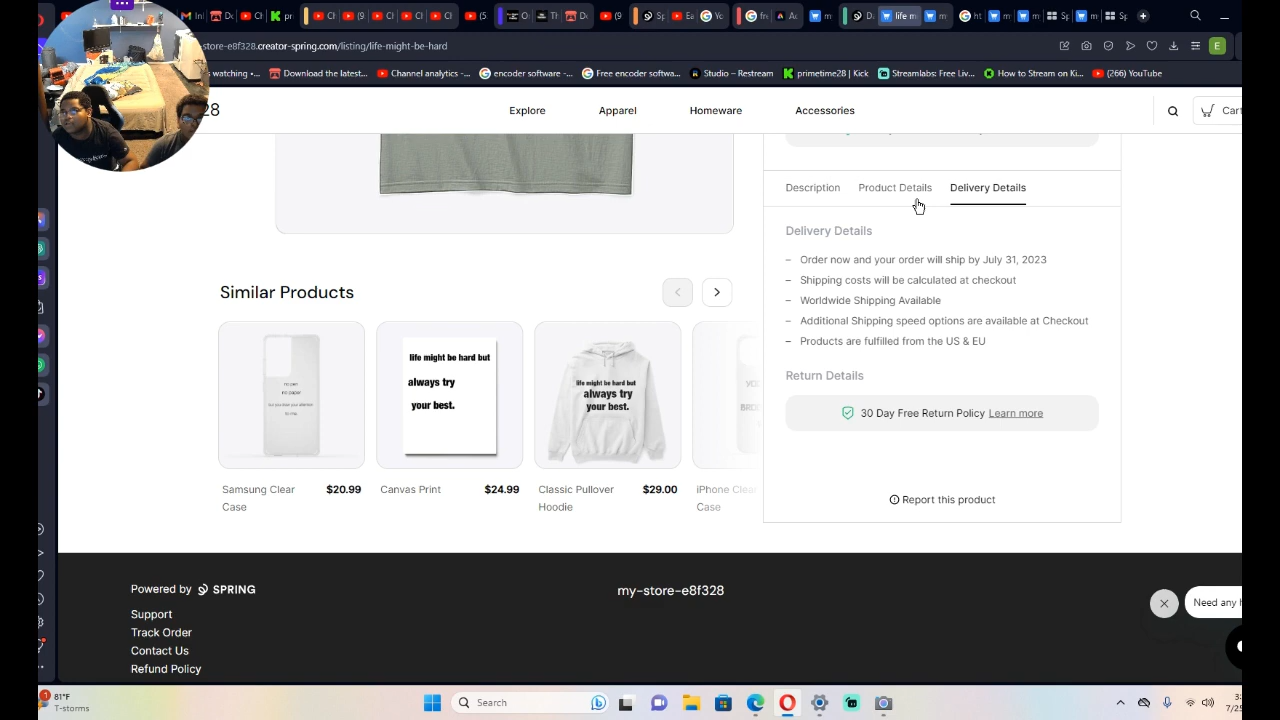 -store-e8f328.creator-spring.com/listing/life-might-be-hard
watching •... Download the latest... Channel analytics -... encoder software -... Free encoder softwa... Studio – Restream primetime28 | Kick Streamlabs: Free Liv... How to Stream on Ki... (266) YouTube
28 Explore Apparel Homeware Accessories Cart
Description Product Details Delivery Details
Delivery Details
– Order now and your order will ship by July 31, 2023
– Shipping costs will be calculated at checkout
– Worldwide Shipping Available
– Additional Shipping speed options are available at Checkout
– Products are fulfilled from the US & EU
Return Details
30 Day Free Return Policy Learn more
Report this product
Similar Products
no pen
no paper
life might be hard but
always try
your best.
life might be hard but
always try
your best.
Samsung Clear Case $20.99
Canvas Print $24.99
Classic Pullover Hoodie $29.00
iPhone Clear Case
Powered by SPRING
my-store-e8f328
Support
Track Order
Contact Us
Refund Policy
Need any
81°F
T-storms
Search